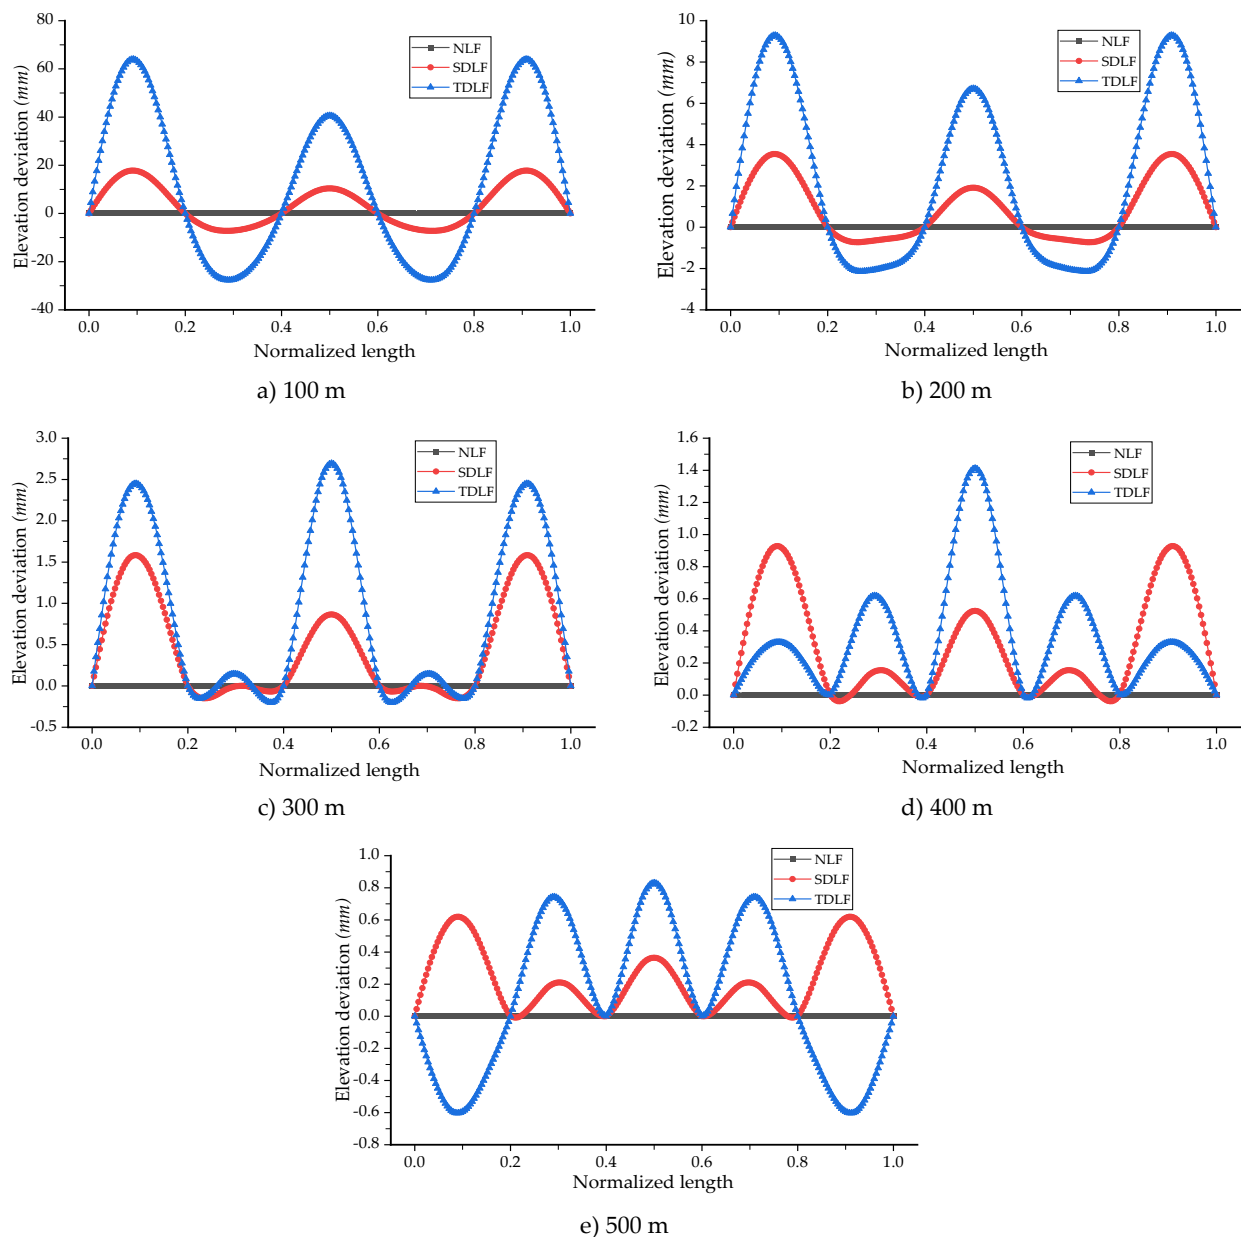 80
60
40
20
0
-20
-40
Elevation deviation (mm)
NLF
SDLF
TDLF
0.0 0.2 0.4 0.6 0.8 1.0
Normalized length
a) 100 m
10
8
6
4
2
0
-2
-4
Elevation deviation (mm)
NLF
SDLF
TDLF
0.0 0.2 0.4 0.6 0.8 1.0
Normalized length
b) 200 m
3.0
2.5
2.0
1.5
1.0
0.5
0.0
-0.5
Elevation deviation (mm)
NLF
SDLF
TDLF
0.0 0.2 0.4 0.6 0.8 1.0
Normalized length
c) 300 m
1.6
1.4
1.2
1.0
0.8
0.6
0.4
0.2
0.0
-0.2
Elevation deviation (mm)
NLF
SDLF
TDLF
0.0 0.2 0.4 0.6 0.8 1.0
Normalized length
d) 400 m
1.0
0.8
0.6
0.4
0.2
0.0
-0.2
-0.4
-0.6
-0.8
Elevation deviation (mm)
NLF
SDLF
TDLF
0.0 0.2 0.4 0.6 0.8 1.0
Normalized length
e) 500 m